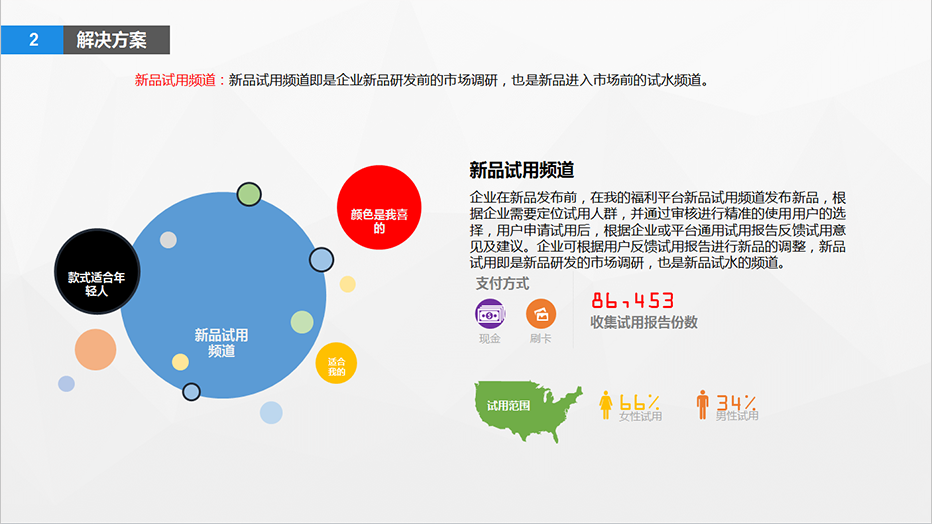 2 解决方案
新品试用频道：新品试用频道即是企业新品研发前的市场调研，也是新品进入市场前的试水频道。
颜色是我喜
的
款式适合年
轻人
新品试用
频道
适合
我的
新品试用频道
企业在新品发布前，在我的福利平台新品试用频道发布新品，根
据企业需要定位试用人群，并通过审核进行精准的使用用户的选
择，用户申请试用后，根据企业或平台通用试用报告反馈试用意
见及建议。企业可根据用户反馈试用报告进行新品的调整，新品
试用即是新品研发的市场调研，也是新品试水的频道。
支付方式
现金
刷卡
86,453
收集试用报告份数
试用范围
66%
女性试用
34%
男性试用